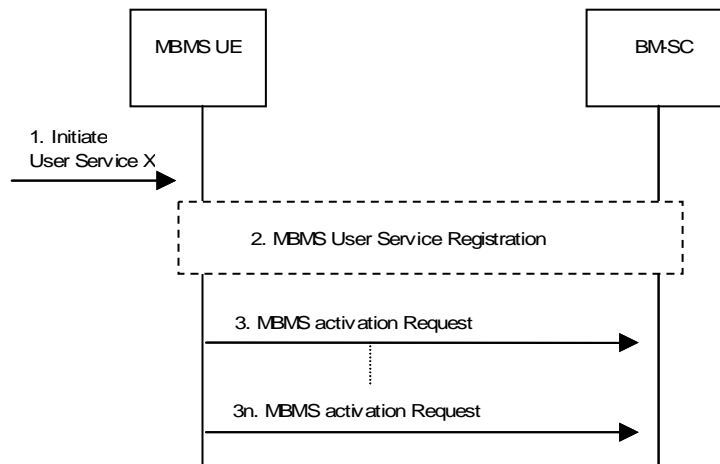 MBMS UE
BM-SC
1. Initiate
User Service X
2. MBMS User Service Registration
3. MBMS activation Request
3n. MBMS activation Request